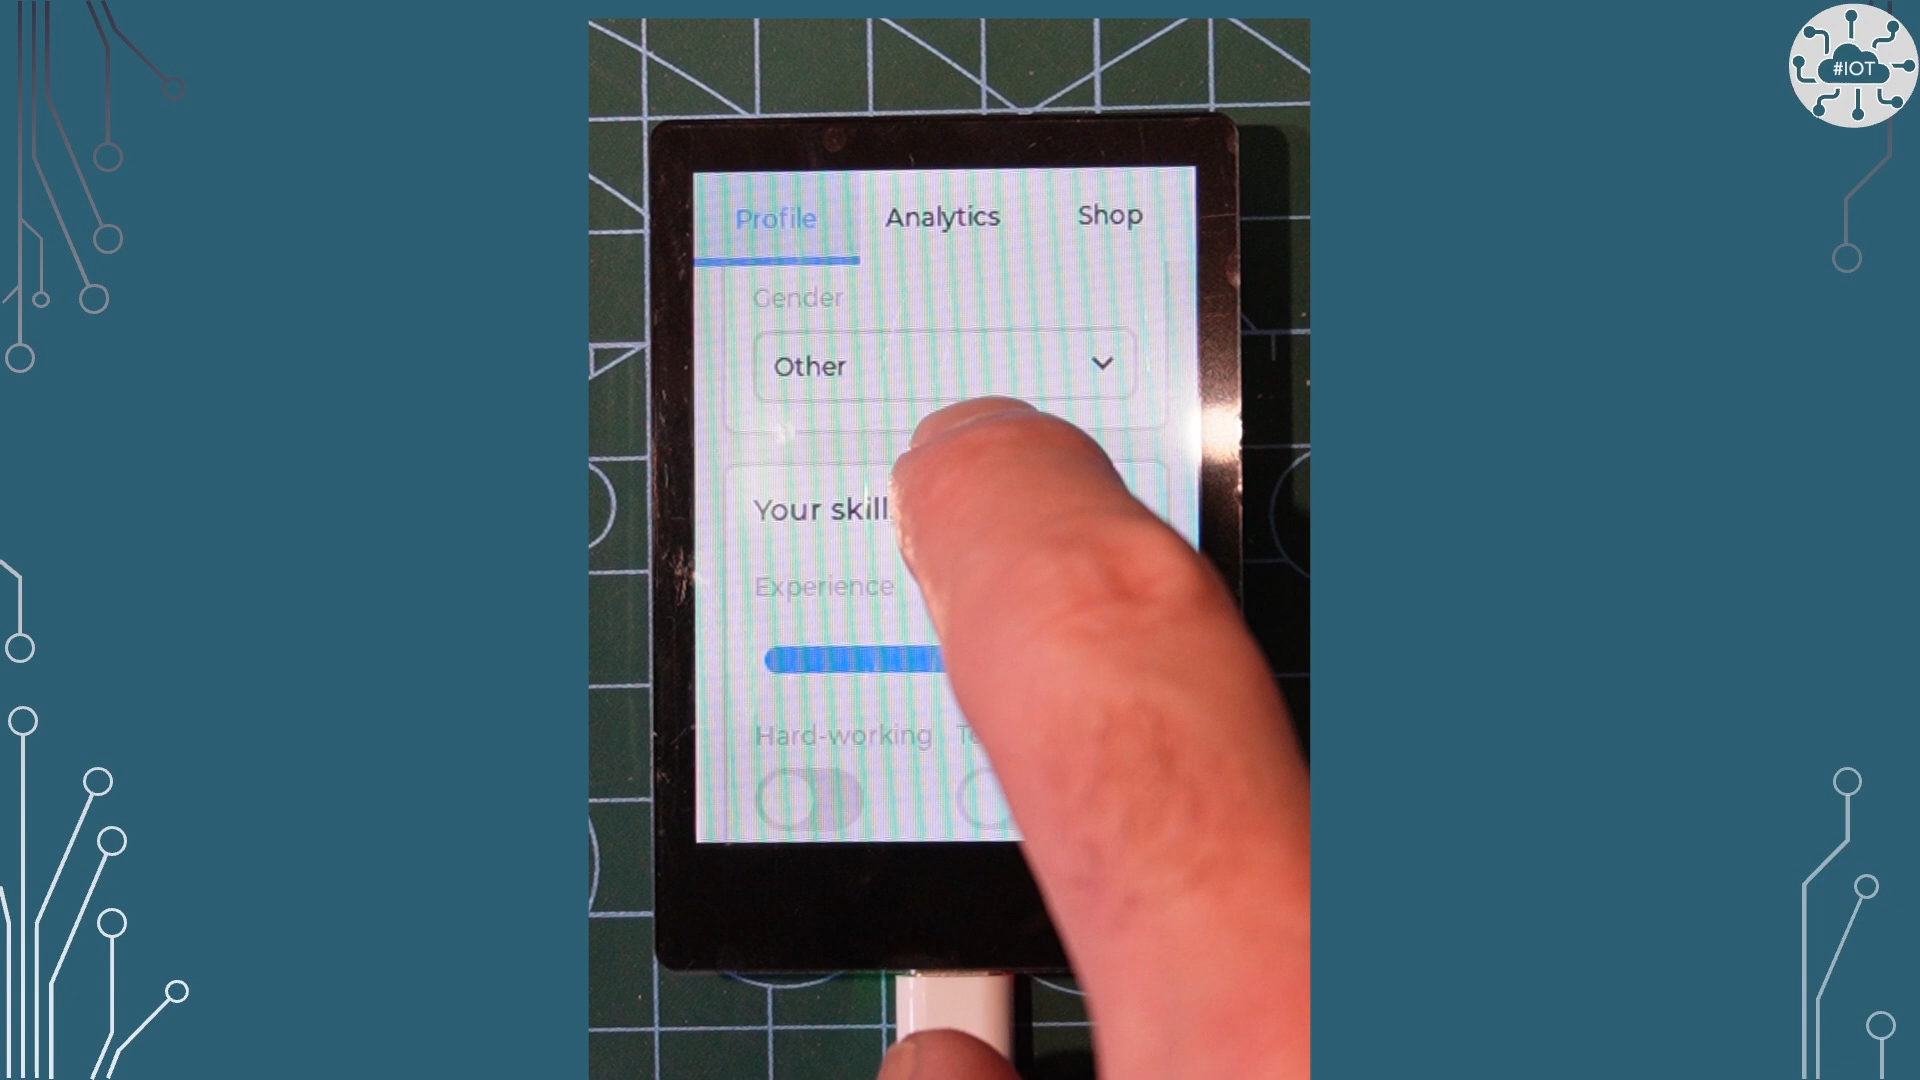 #IOT
Profile Analytics Shop
Gender
Other
Your skill
Experience
Hard-working